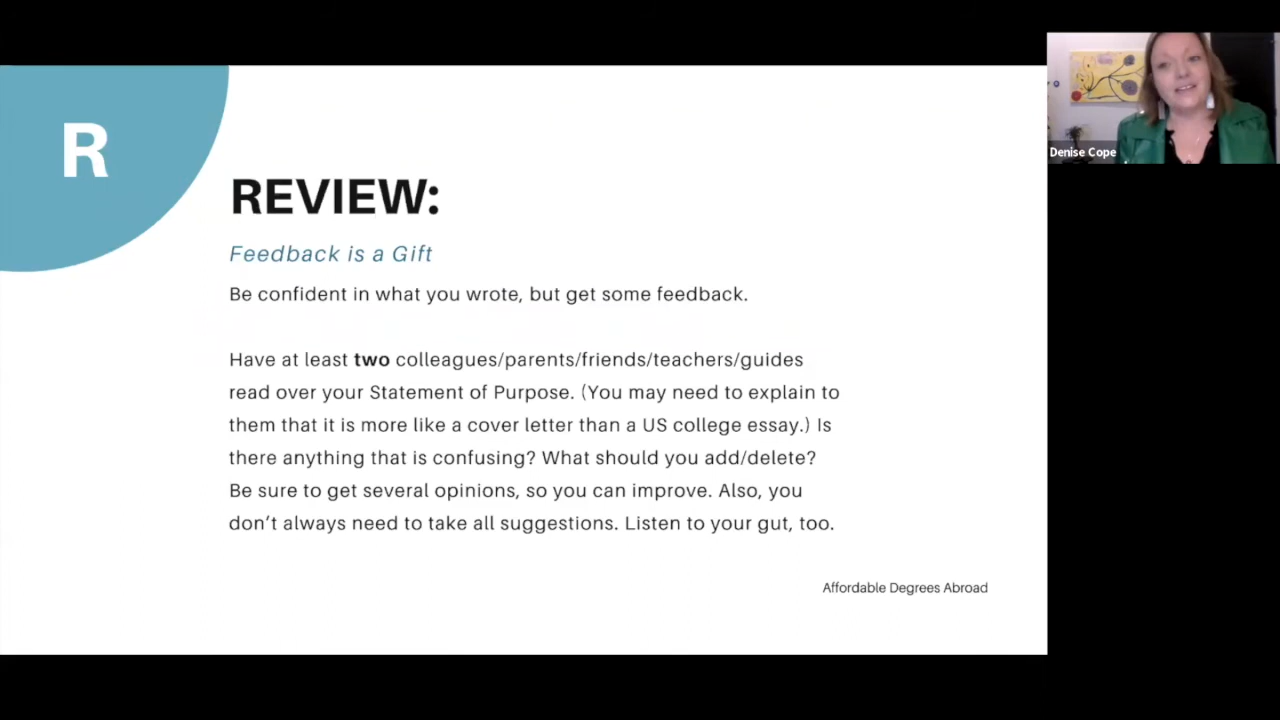 R
REVIEW:
Feedback is a Gift
Be confident in what you wrote, but get some feedback.
Have at least two colleagues/parents/friends/teachers/guides
read over your Statement of Purpose. (You may need to explain to
them that it is more like a cover letter than a US college essay.) Is
there anything that is confusing? What should you add/delete?
Be sure to get several opinions, so you can improve. Also, you
don’t always need to take all suggestions. Listen to your gut, too.
Affordable Degrees Abroad
Denise Cope